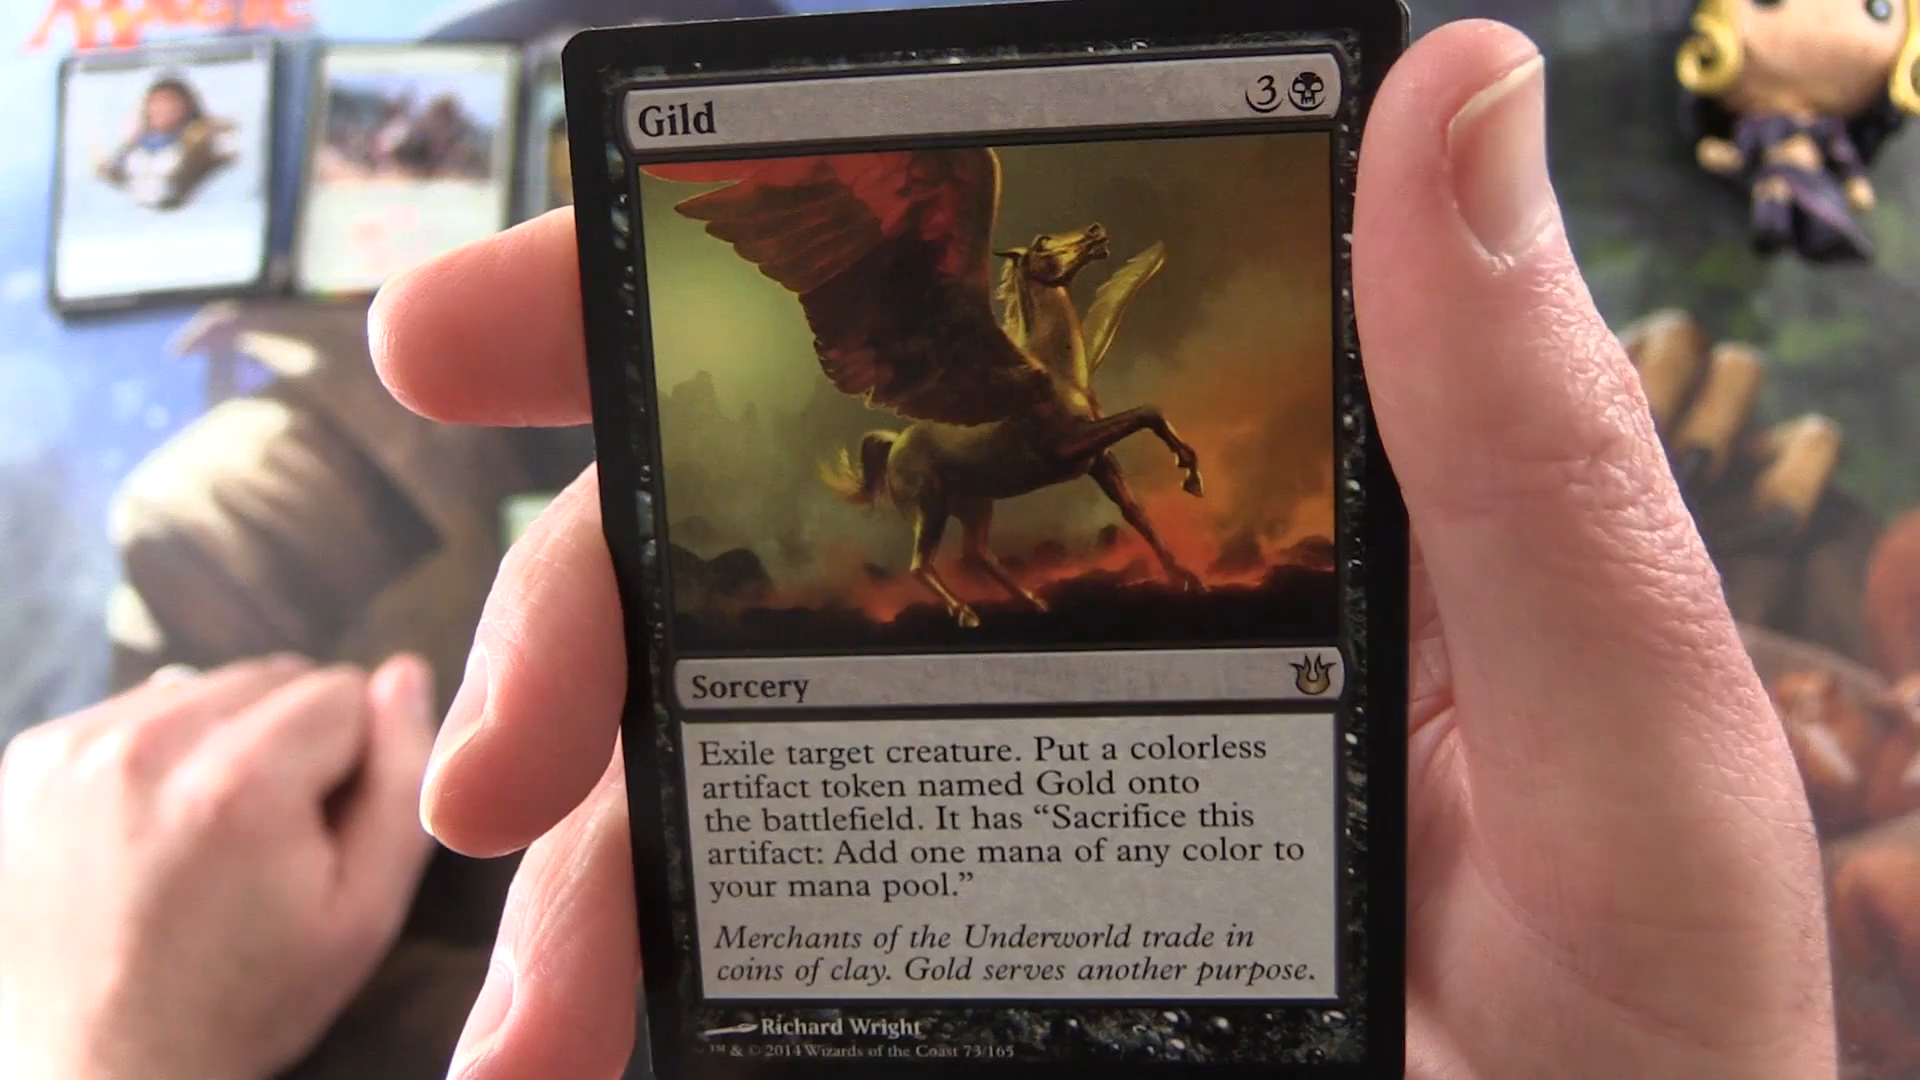 MAGIC
Gild
3
Sorcery
Exile target creature. Put a colorless
artifact token named Gold onto
the battlefield. It has “Sacrifice this
artifact: Add one mana of any color to
your mana pool.”
Merchants of the Underworld trade in
coins of clay. Gold serves another purpose.
Richard Wright
™ & © 2014 Wizards of the Coast 73/165